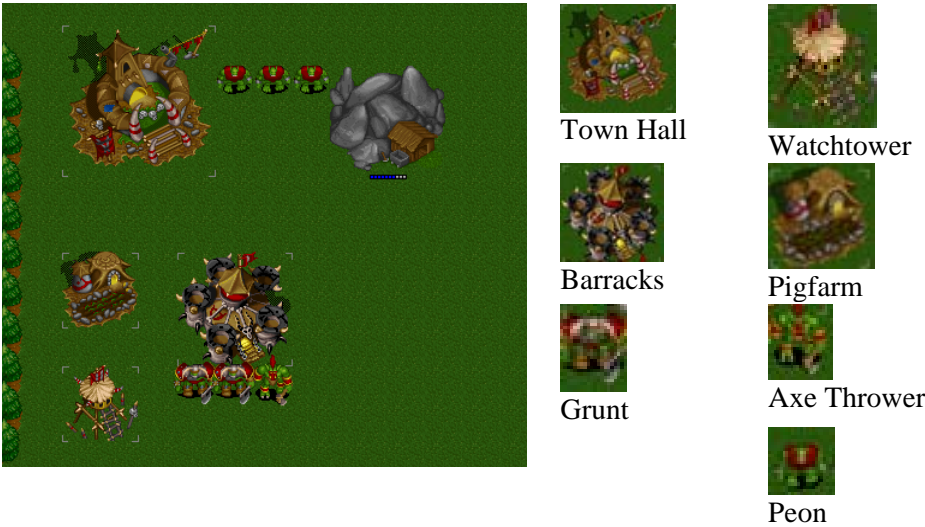 Town Hall
Watchtower
Barracks
Pigfarm
Grunt
Axe Thrower
Peon